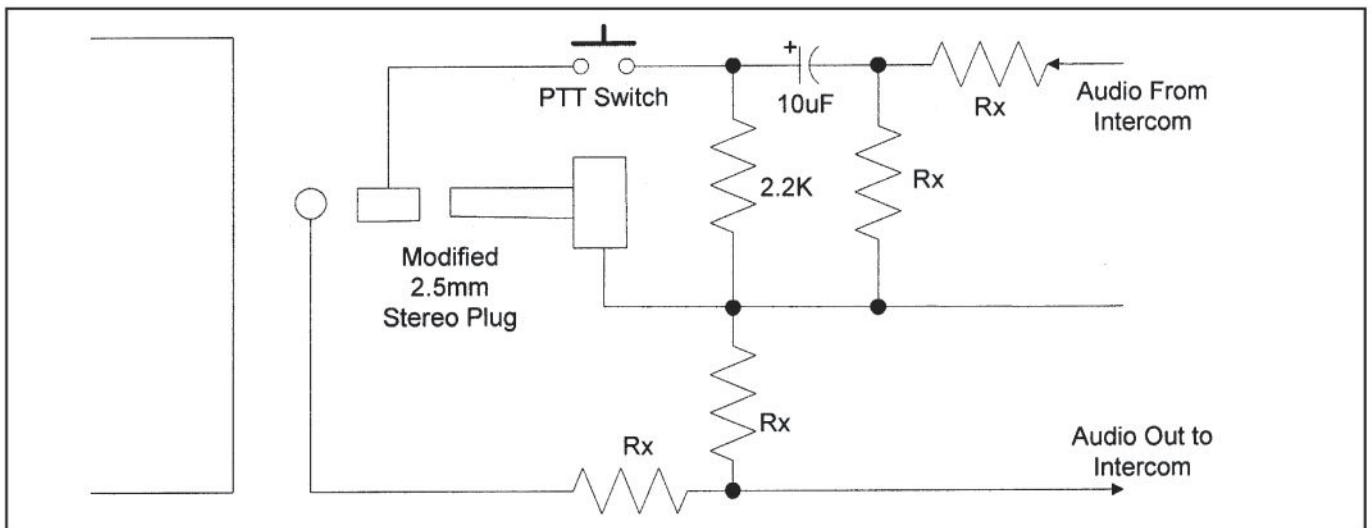 PTT Switch
+
10uF
Rx
Audio From
Intercom
2.2K
Rx
Modified
2.5mm
Stereo Plug
Rx
Rx
Audio Out to
Intercom